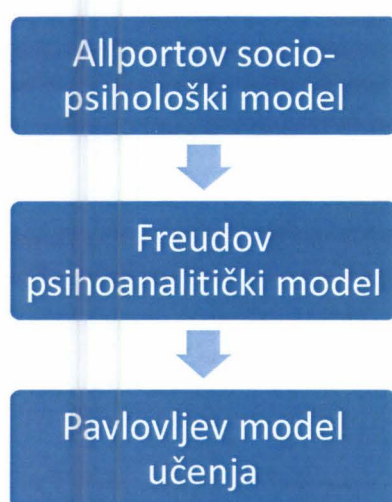 Allportov socio-
psihološki model
Freudov
psihoanalitički model
Pavlovljev model
učenja